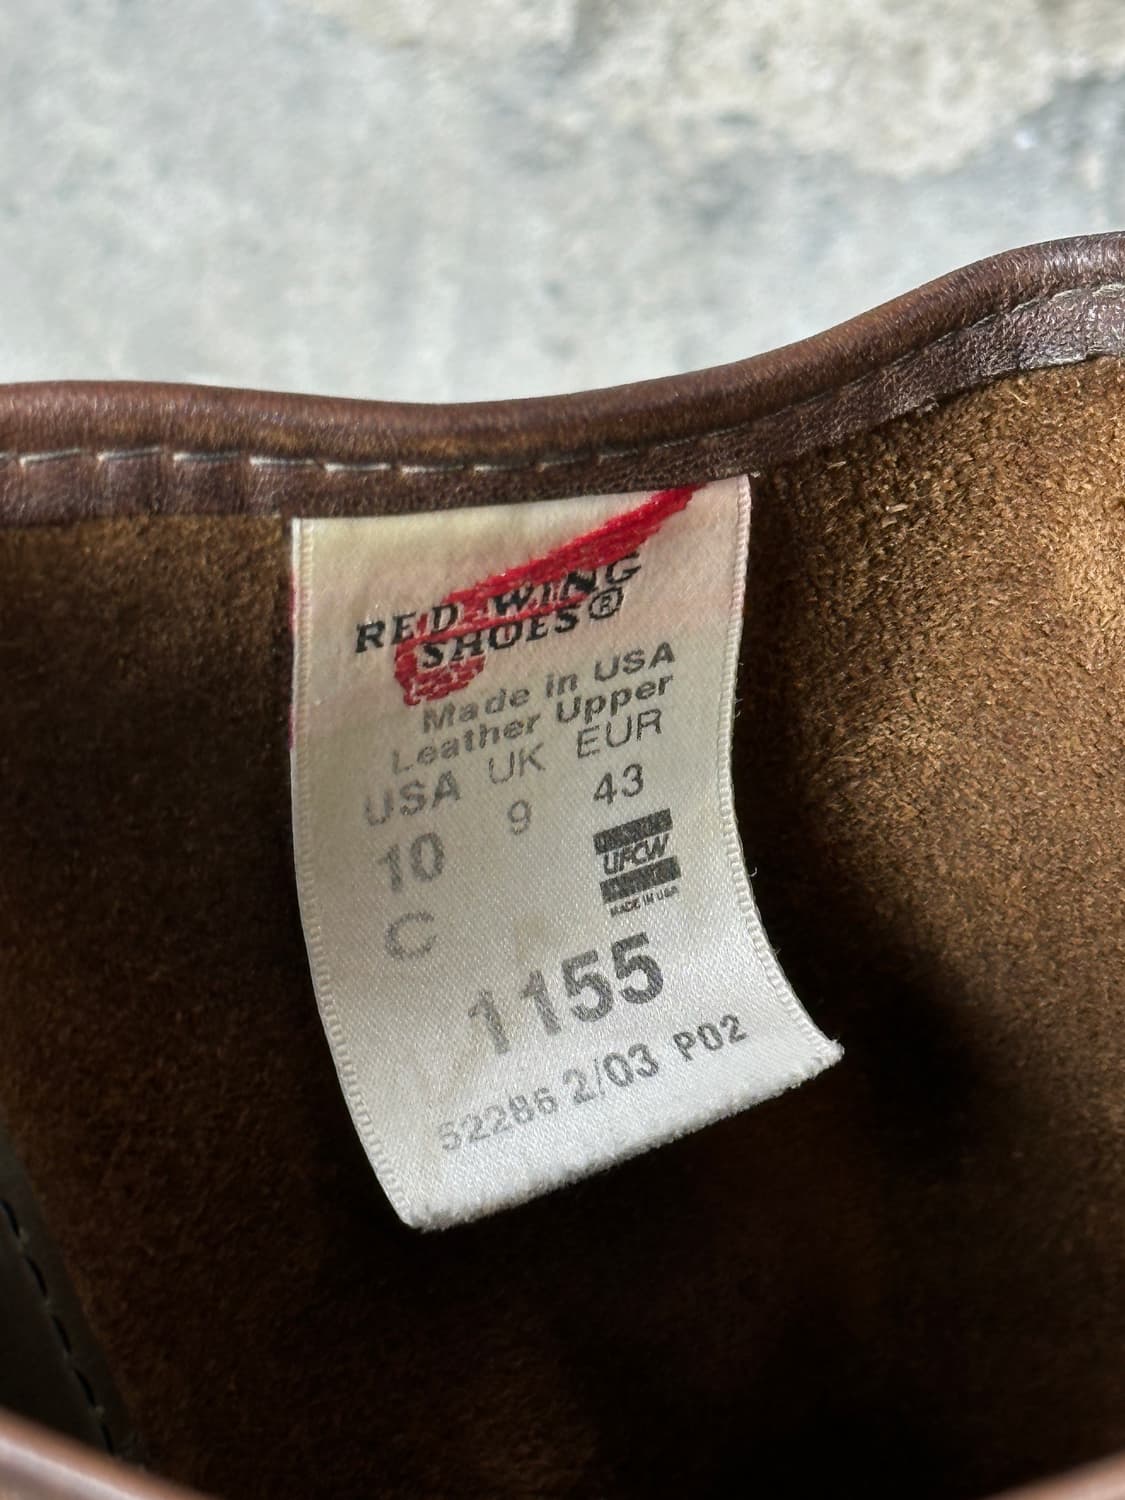 RED WING
SHOES®
Made in USA
Leather Upper
USA UK EUR
10 9 43
C
UFCW
MADE IN USA
1155
52286 2/03 P02